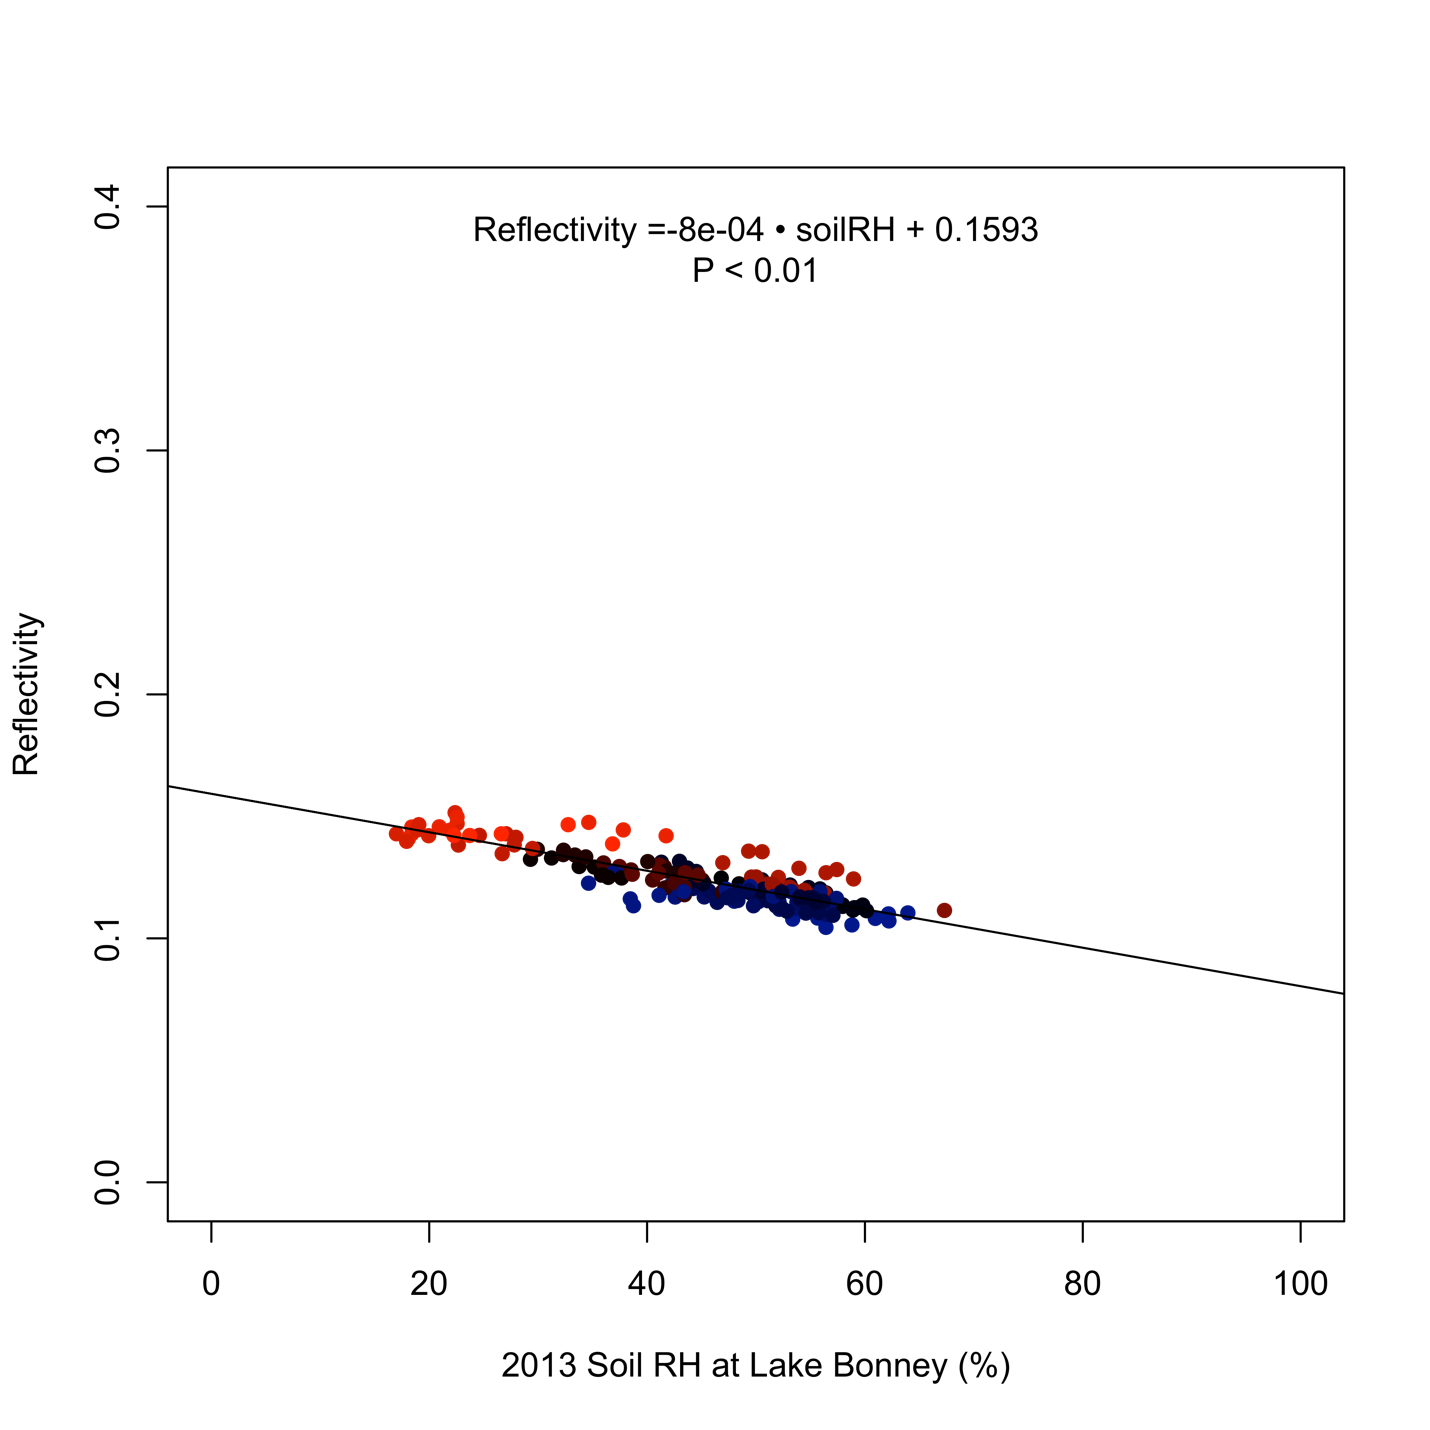 Reflectivity =-8e-04 • soilRH + 0.1593
P < 0.01
Reflectivity
0.4
0.3
0.2
0.1
0.0
0 20 40 60 80 100
2013 Soil RH at Lake Bonney (%)